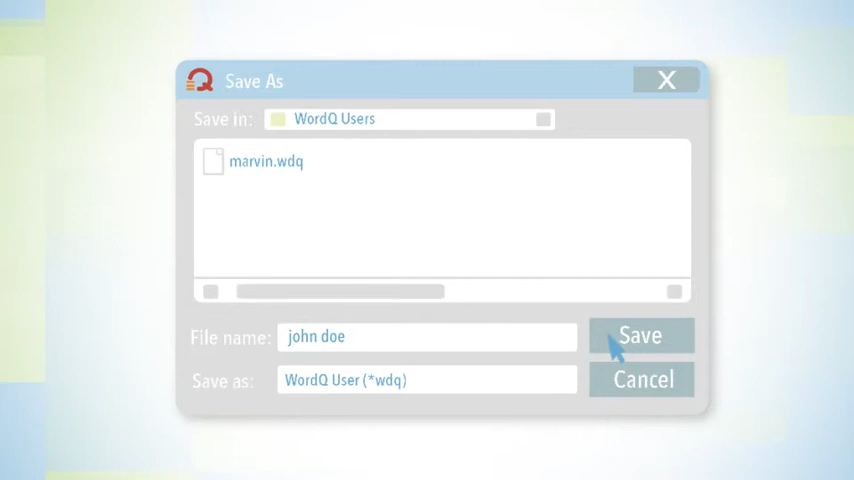 Save As
X
Save in: WordQ Users
marvin.wdq
File name: john doe
Save
Save as: WordQ User (*wdq)
Cancel